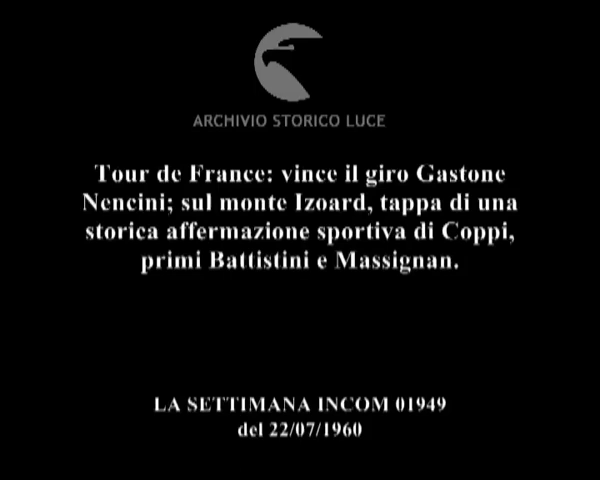 ARCHIVIO STORICO LUCE
Tour de France: vince il giro Gastone
Nencini; sul monte Izoard, tappa di una
storica affermazione sportiva di Coppi,
primi Battistini e Massignan.
LA SETTIMANA INCOM 01949
del 22/07/1960